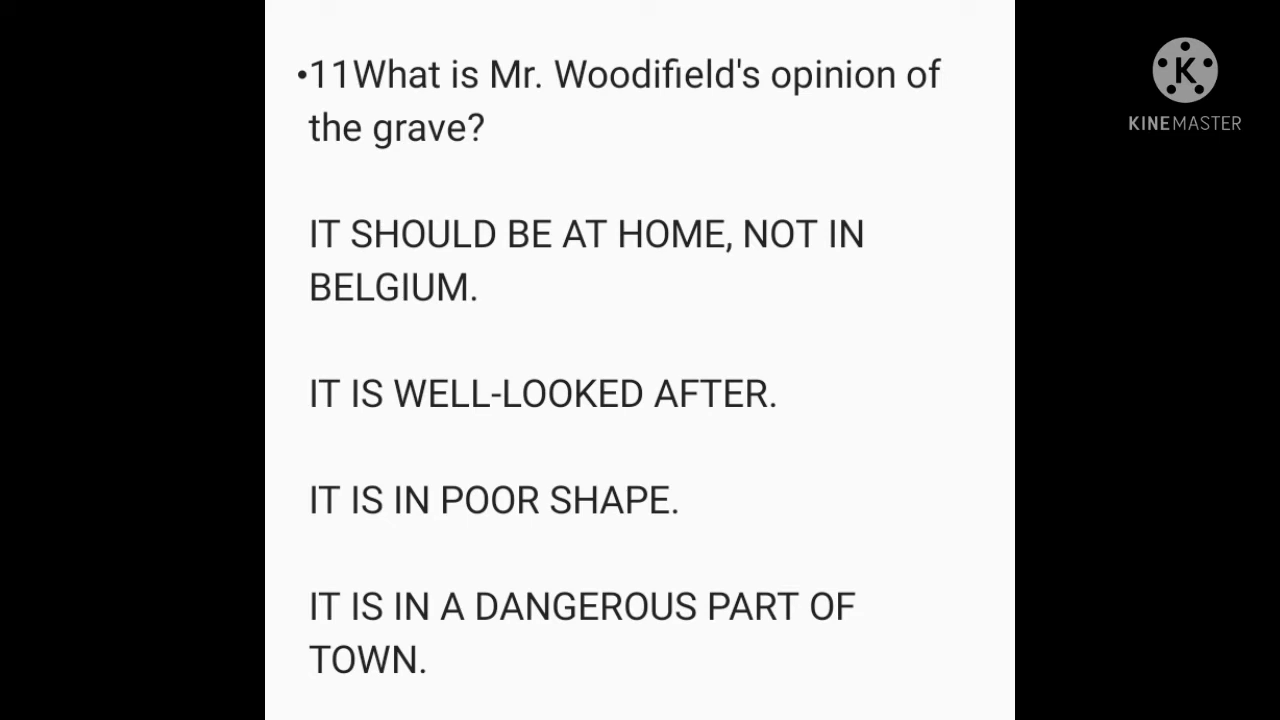 •11What is Mr. Woodifield's opinion of
the grave?
IT SHOULD BE AT HOME, NOT IN
BELGIUM.
IT IS WELL-LOOKED AFTER.
IT IS IN POOR SHAPE.
IT IS IN A DANGEROUS PART OF
TOWN.
K
KINEMASTER